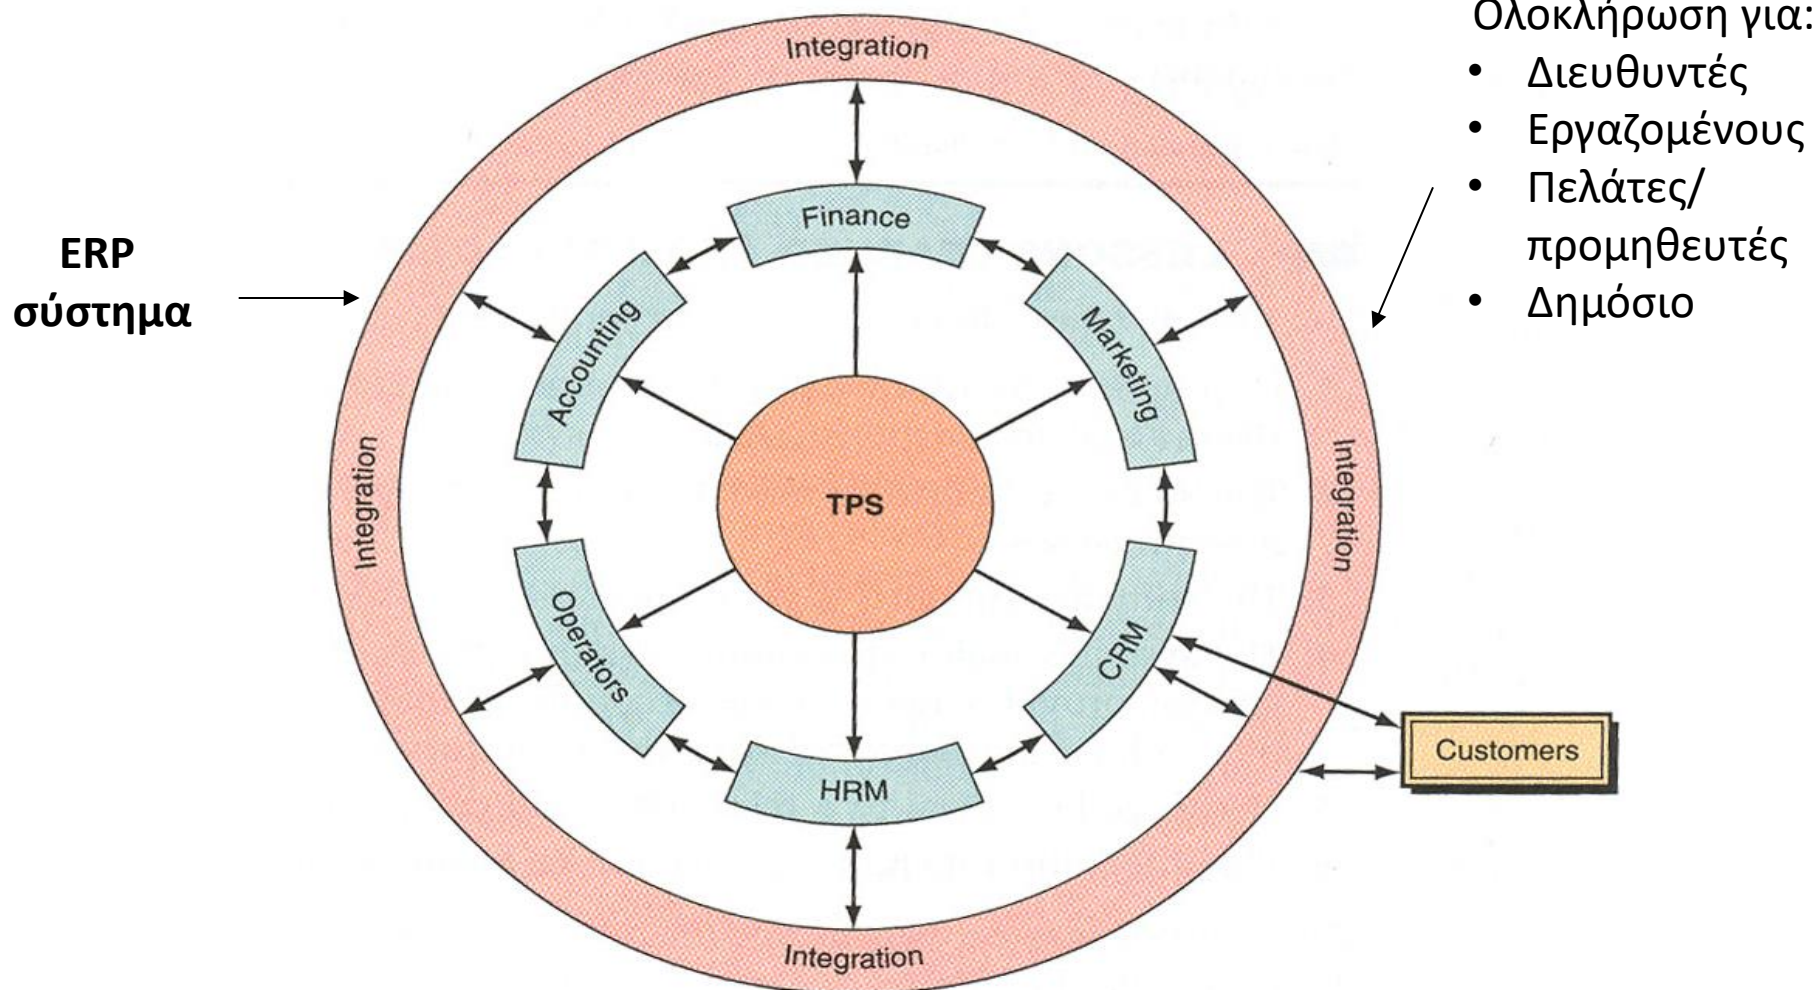 Ολοκλήρωση για:
• Διευθυντές
• Εργαζομένους
• Πελάτες/
προμηθευτές
• Δημόσιο
ERP
σύστημα
Integration
Finance
Accounting
Marketing
Integration
TPS
Integration
Operators
CRM
HRM
Customers
Integration